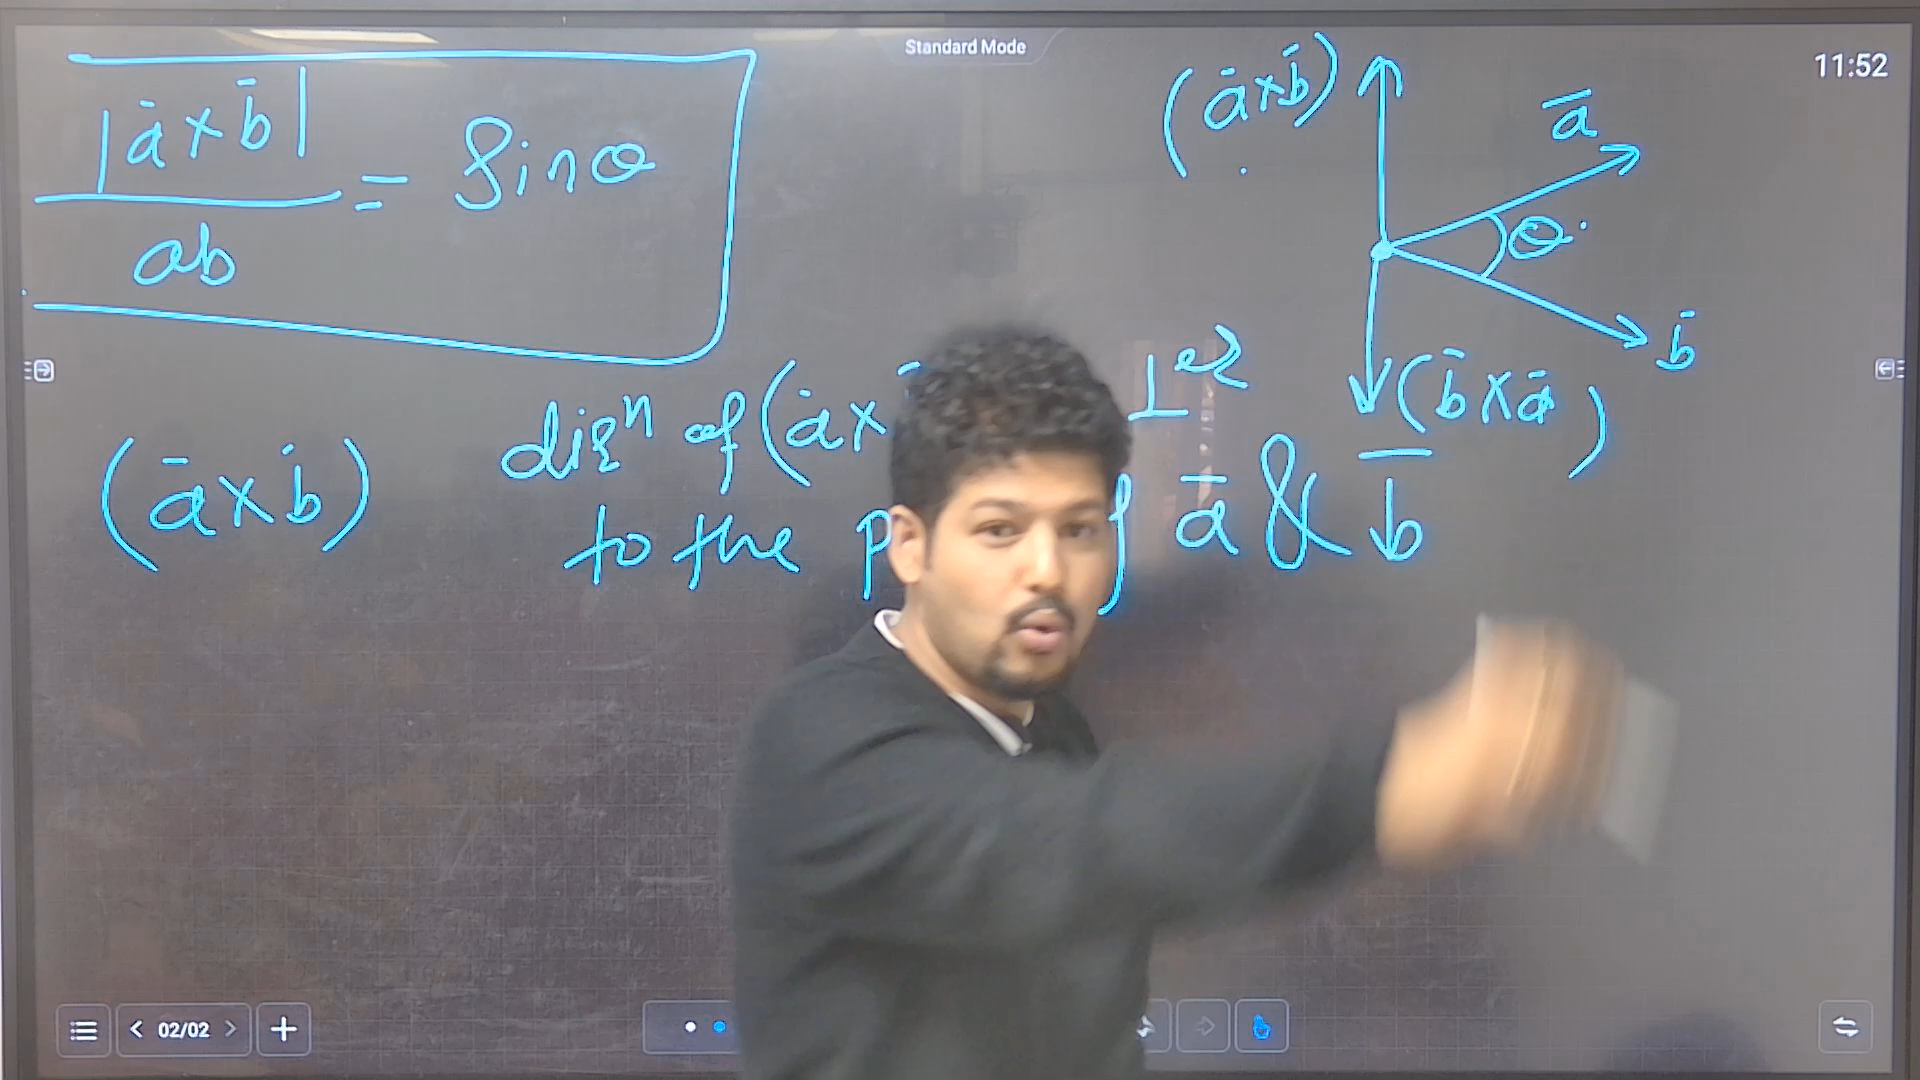 Standard Mode
11:52
|a̅ × b̅|
ab
= Sinθ
(a̅ × b̅)
a̅
θ
b̅
(b̅ × a̅)
dirⁿ of (a̅ × ⊥er
to the a̅ & b̅
(a̅ × b̅)
02/02